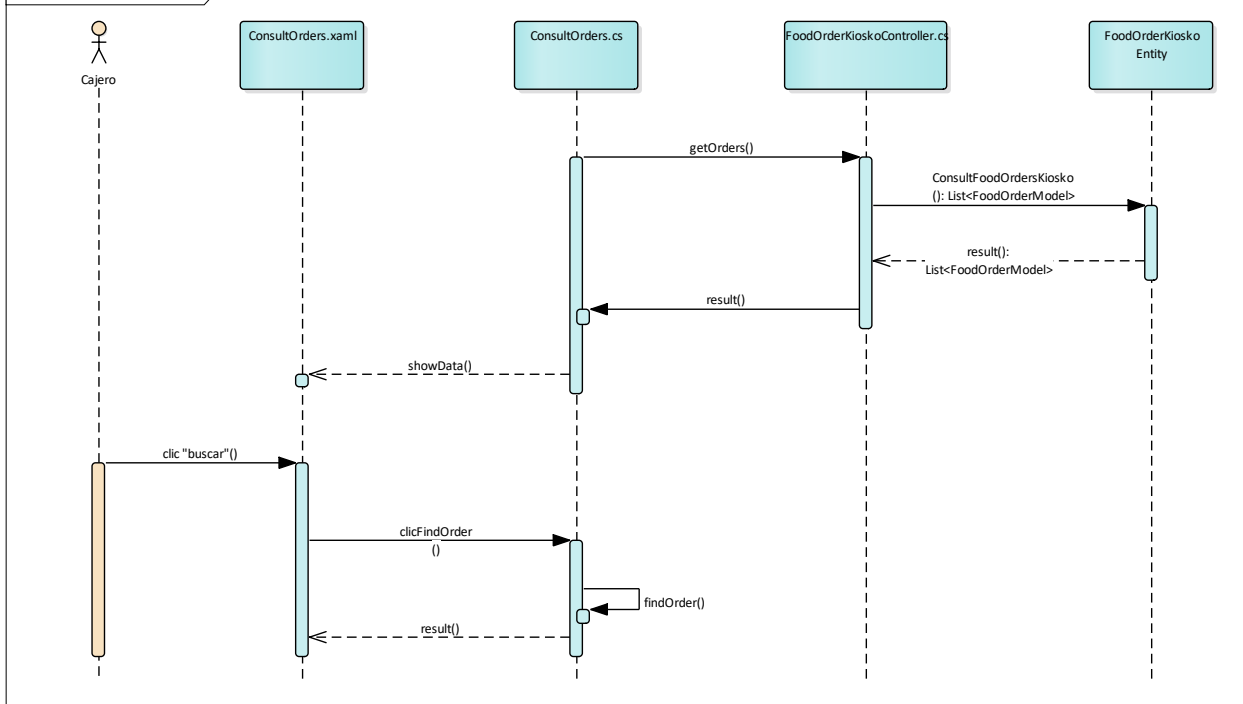 ConsultOrders.xaml
ConsultOrders.cs
FoodOrderKioskoController.cs
FoodOrderKiosko
Entity
Cajero
getOrders()
ConsultFoodOrdersKiosko
(): List<FoodOrderModel>
result():
List<FoodOrderModel>
result()
showData()
clic "buscar"()
clicFindOrder
()
findOrder()
result()